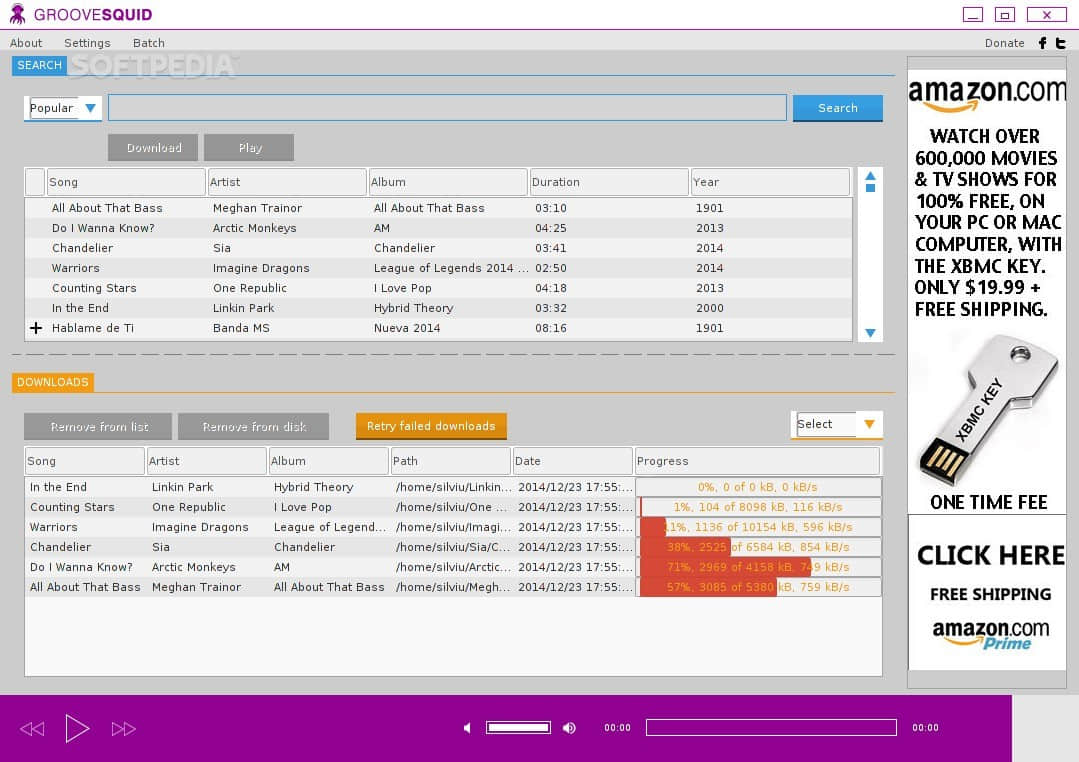 GROOVESQUID
About Settings Batch Donate
SEARCH SOFTPEDIA
Popular Search
Download Play
Song Artist Album Duration Year
All About That Bass Meghan Trainor All About That Bass 03:10 1901
Do I Wanna Know? Arctic Monkeys AM 04:25 2013
Chandelier Sia Chandelier 03:41 2014
Warriors Imagine Dragons League of Legends 2014 ... 02:50 2014
Counting Stars One Republic I Love Pop 04:18 2013
In the End Linkin Park Hybrid Theory 03:32 2000
Hablame de Ti Banda MS Nueva 2014 08:16 1901
DOWNLOADS
Remove from list Remove from disk Retry failed downloads Select
Song Artist Album Path Date Progress
In the End Linkin Park Hybrid Theory /home/silviu/Linkin... 2014/12/23 17:55:... 0%, 0 of 0 kB, 0 kB/s
Counting Stars One Republic I Love Pop /home/silviu/One ... 2014/12/23 17:55:... 1%, 104 of 8098 kB, 116 kB/s
Warriors Imagine Dragons League of Legend... /home/silviu/Imagi... 2014/12/23 17:55:... 11%, 1136 of 10154 kB, 596 kB/s
Chandelier Sia Chandelier /home/silviu/Sia/C... 2014/12/23 17:55:... 38%, 2525 of 6584 kB, 854 kB/s
Do I Wanna Know? Arctic Monkeys AM /home/silviu/Arctic... 2014/12/23 17:55:... 71%, 2969 of 4158 kB, 749 kB/s
All About That Bass Meghan Trainor All About That Bass /home/silviu/Megh... 2014/12/23 17:55:... 57%, 3085 of 5380 kB, 759 kB/s
00:00 00:00
amazon.com
WATCH OVER
600,000 MOVIES
& TV SHOWS FOR
100% FREE, ON
YOUR PC OR MAC
COMPUTER, WITH
THE XBMC KEY.
ONLY $19.99 +
FREE SHIPPING.
XBMC KEY
ONE TIME FEE
CLICK HERE
FREE SHIPPING
amazon.com
Prime